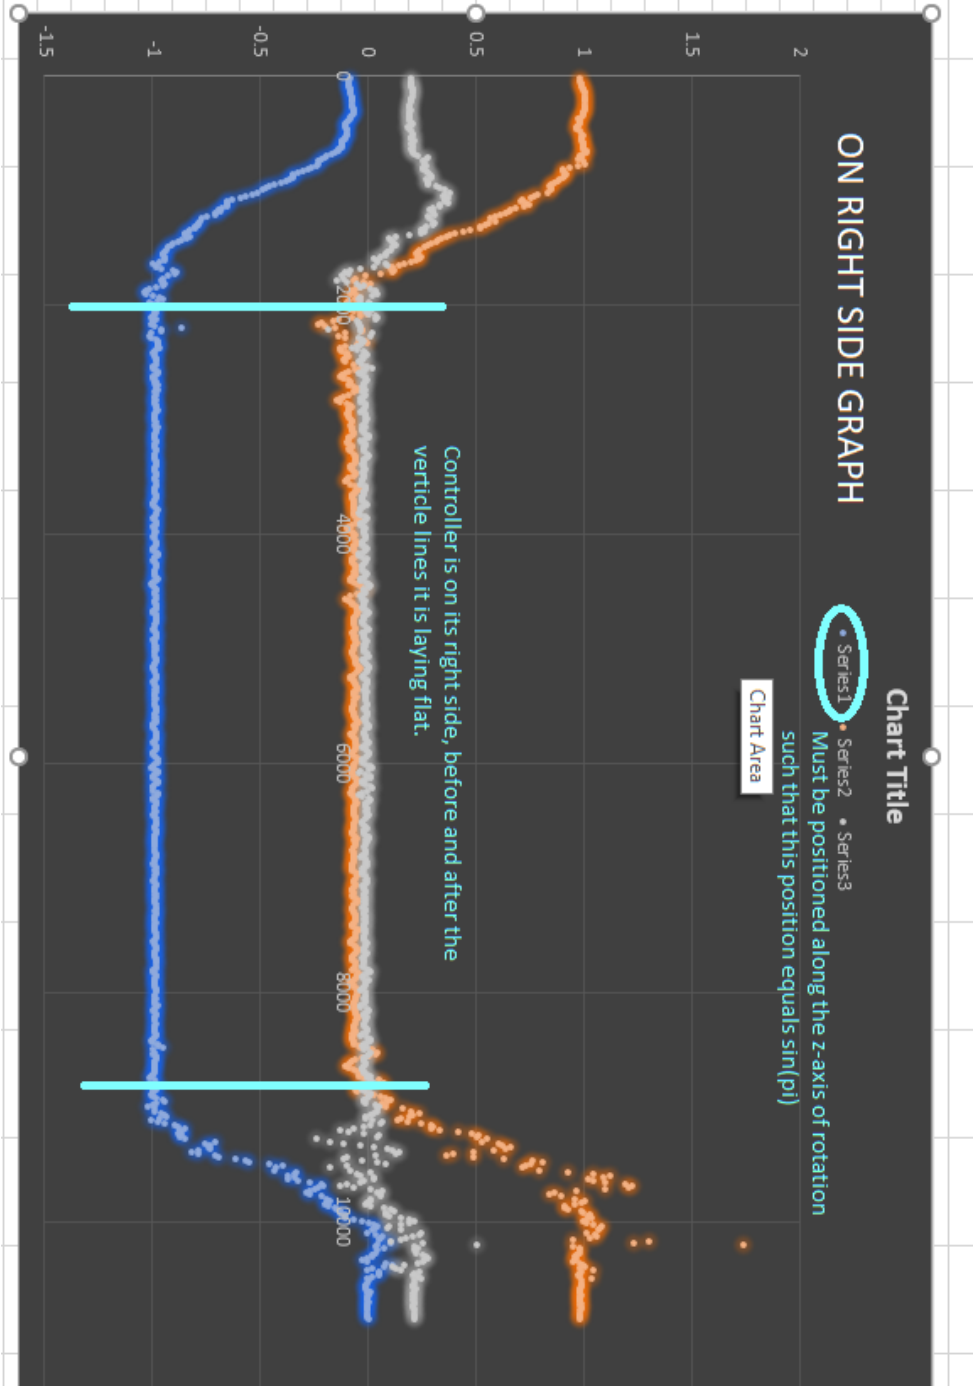 Chart Title
ON RIGHT SIDE GRAPH
Series1 Series2 Series3
Must be positioned along the z-axis of rotation
such that this position equals sin(pi)
Chart Area
Controller is on its right side, before and after the
verticle lines it is laying flat.
2
1.5
1
0.5
0
-0.5
-1
-1.5
0
2000
4000
6000
8000
10000